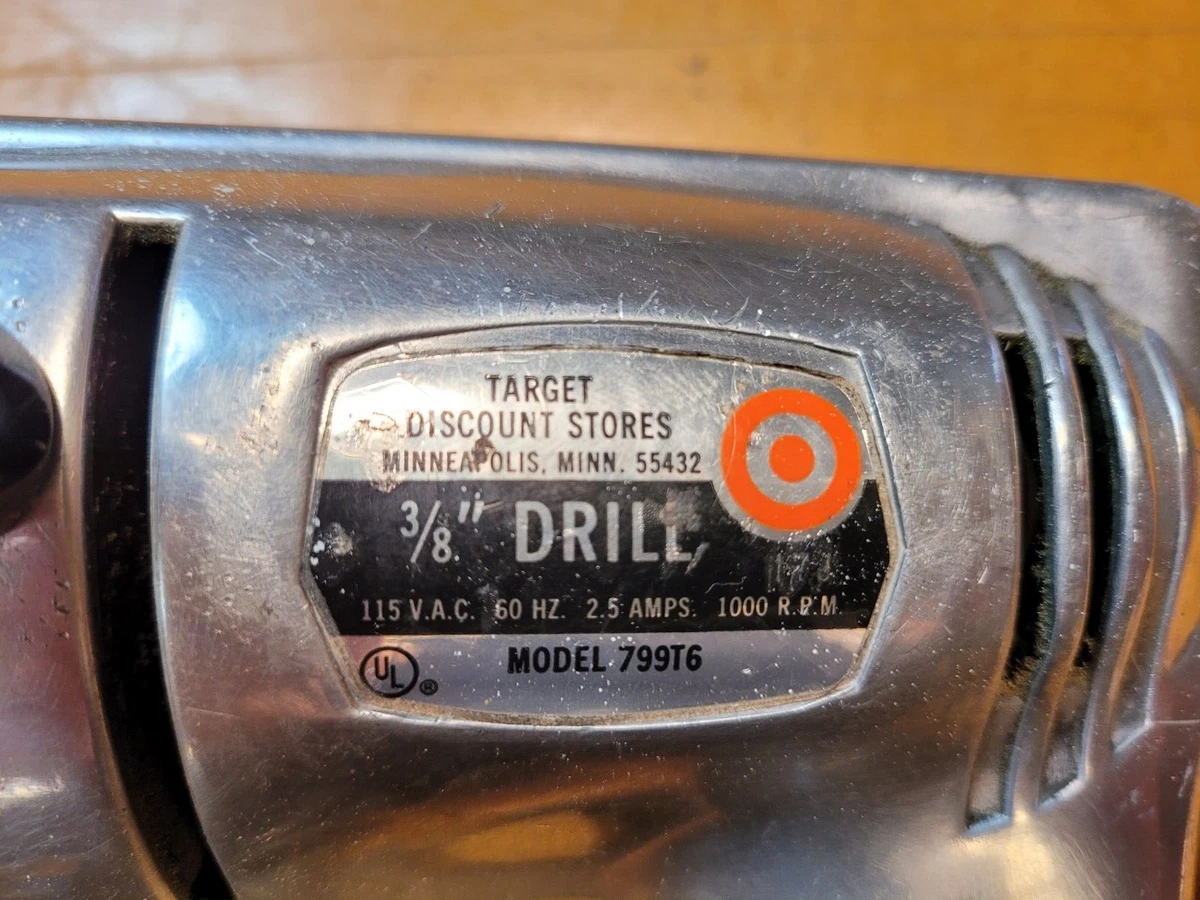 TARGET
DISCOUNT STORES
MINNEAPOLIS, MINN. 55432
3/8" DRILL
115 V.A.C. 60 HZ. 2.5 AMPS. 1000 R.P.M.
UL ®
MODEL 799T6